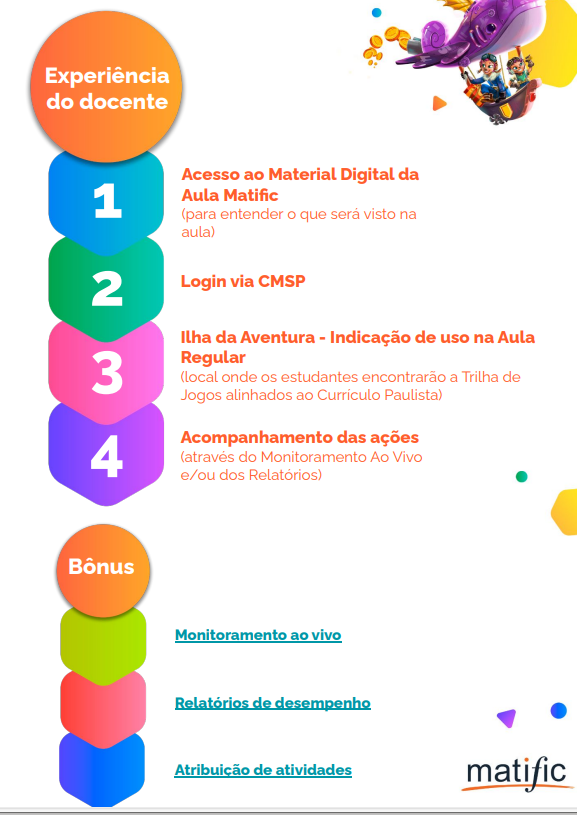 Experiência
do docente
1
Acesso ao Material Digital da
Aula Matific
(para entender o que será visto na
aula)
2
Login via CMSP
3
Ilha da Aventura - Indicação de uso na Aula
Regular
(local onde os estudantes encontrarão a Trilha de
Jogos alinhados ao Currículo Paulista)
4
Acompanhamento das ações
(através do Monitoramento Ao Vivo
e/ou dos Relatórios)
Bônus
Monitoramento ao vivo
Relatórios de desempenho
Atribuição de atividades
matific